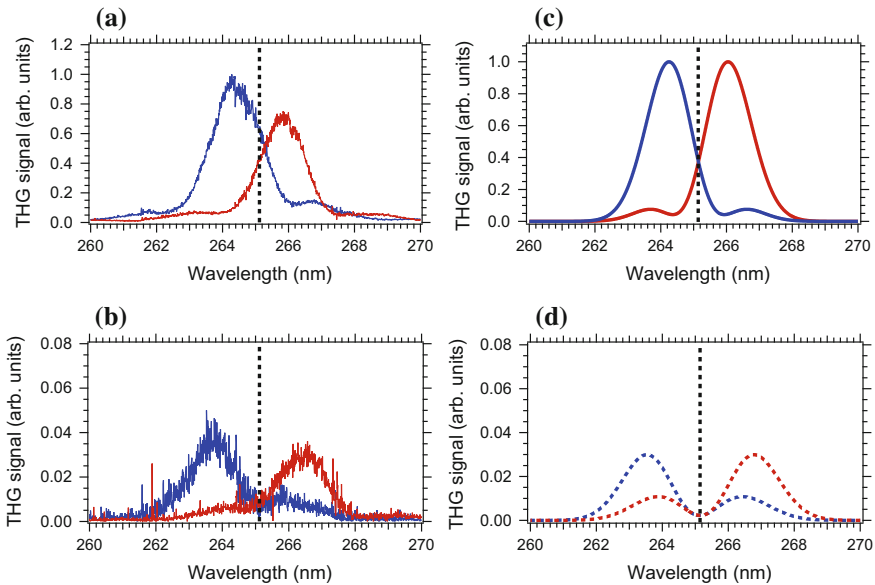 (a)
THG signal (arb. units)
1.2
1.0
0.8
0.6
0.4
0.2
0.0
260 262 264 266 268 270
Wavelength (nm)
(c)
THG signal (arb. units)
1.0
0.8
0.6
0.4
0.2
0.0
260 262 264 266 268 270
Wavelength (nm)
(b)
THG signal (arb. units)
0.08
0.06
0.04
0.02
0.00
260 262 264 266 268 270
Wavelength (nm)
(d)
THG signal (arb. units)
0.08
0.06
0.04
0.02
0.00
260 262 264 266 268 270
Wavelength (nm)